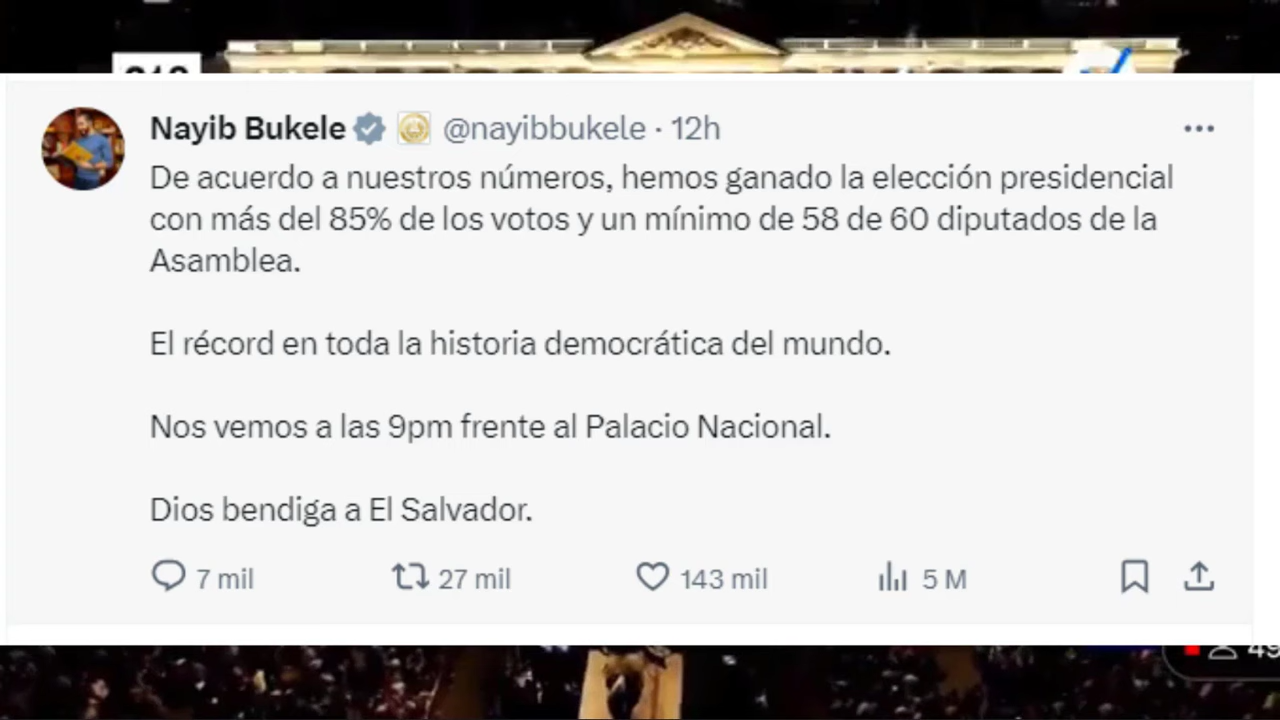 Nayib Bukele @nayibbukele · 12h
De acuerdo a nuestros números, hemos ganado la elección presidencial
con más del 85% de los votos y un mínimo de 58 de 60 diputados de la
Asamblea.
El récord en toda la historia democrática del mundo.
Nos vemos a las 9pm frente al Palacio Nacional.
Dios bendiga a El Salvador.
7 mil 27 mil 143 mil 5 M